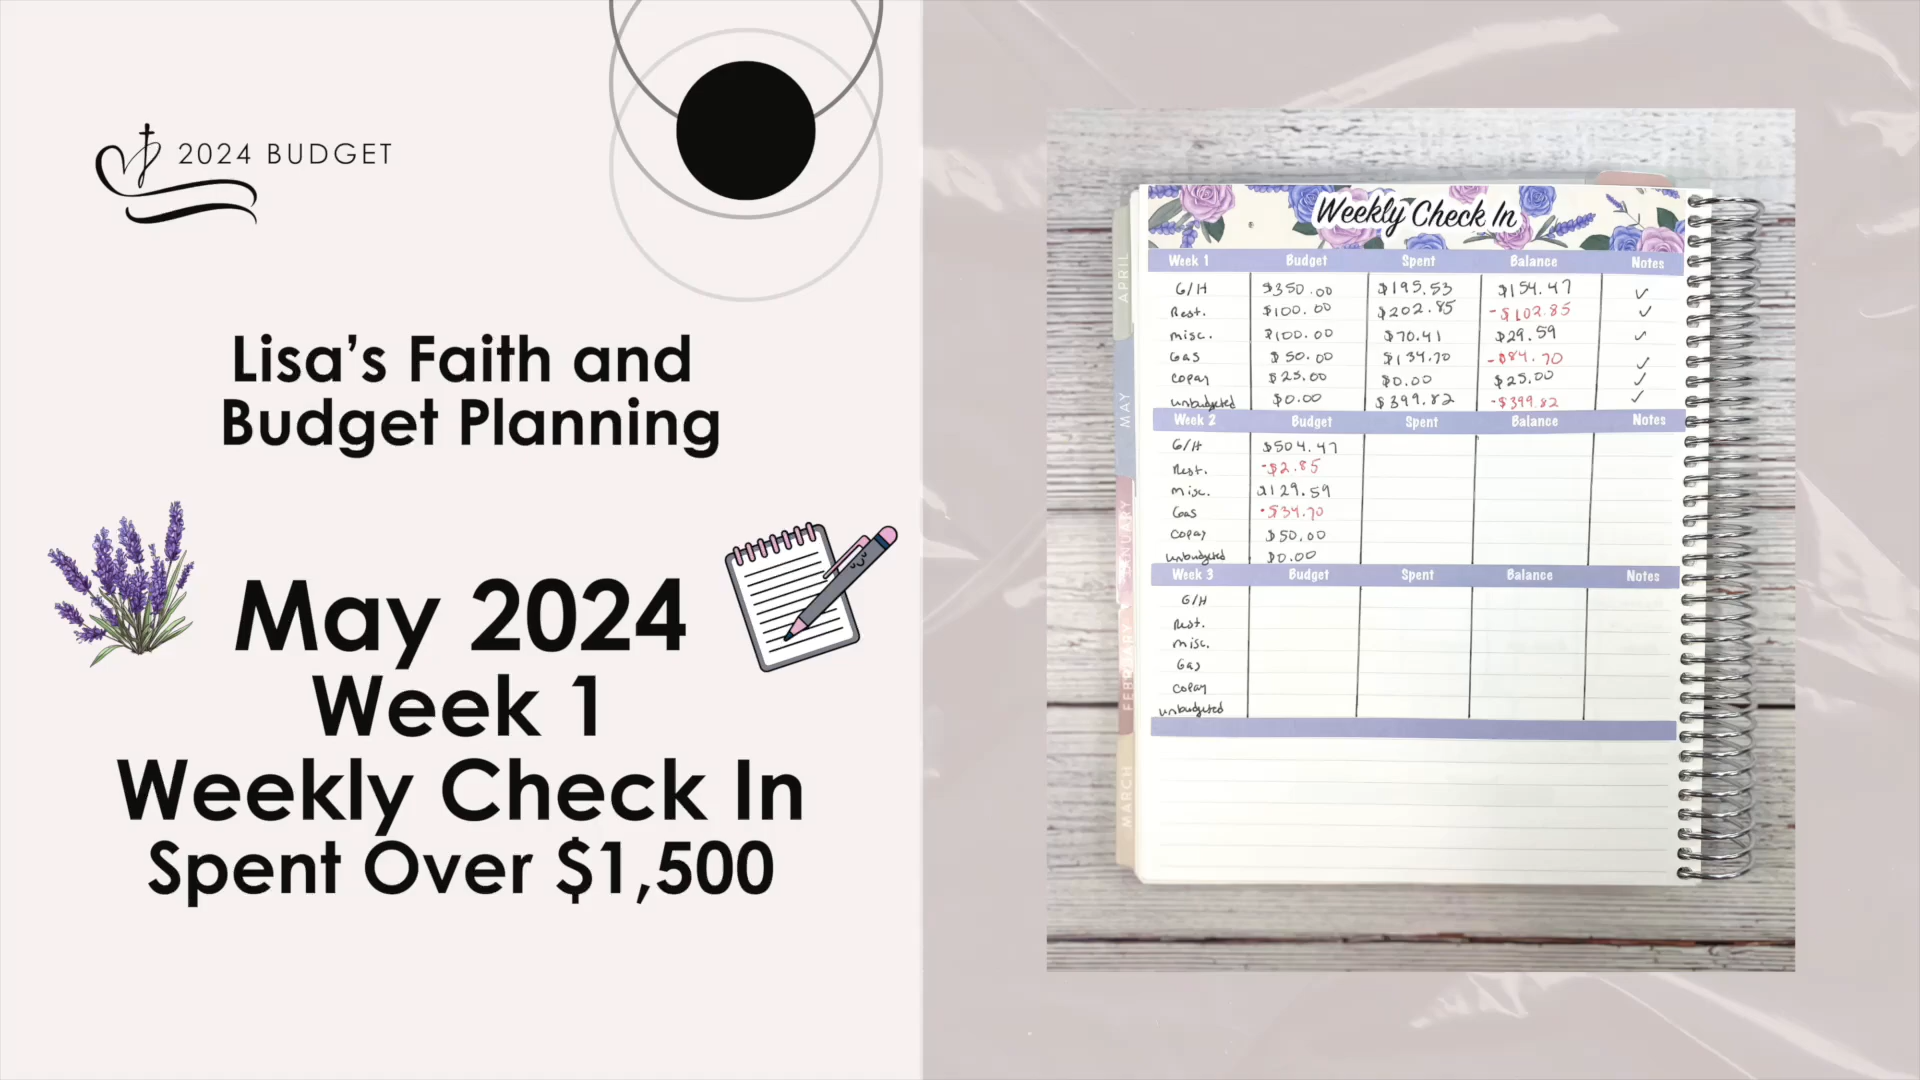 2024 BUDGET
Lisa's Faith and
Budget Planning
May 2024
Week 1
Weekly Check In
Spent Over $1,500
Weekly Check In
Week 1 Budget Spent Balance Notes
G/H $350.00 $195.53 $154.47 ✓
Rest. $100.00 $202.85 -$102.85 ✓
misc. $100.00 $70.41 $29.59 ✓
Gas $50.00 $134.70 -$84.70 ✓
copay $25.00 $0.00 $25.00 ✓
unbudgeted $0.00 $399.82 -$399.82 ✓
Week 2 Budget Spent Balance Notes
G/H $504.47
Rest. -$2.85
misc. $129.59
Gas -$34.70
copay $50.00
unbudgeted $0.00
Week 3 Budget Spent Balance Notes
G/H
Rest.
misc.
Gas
copay
unbudgeted
APRIL
MAY
JANUARY
FEBRUARY
MARCH